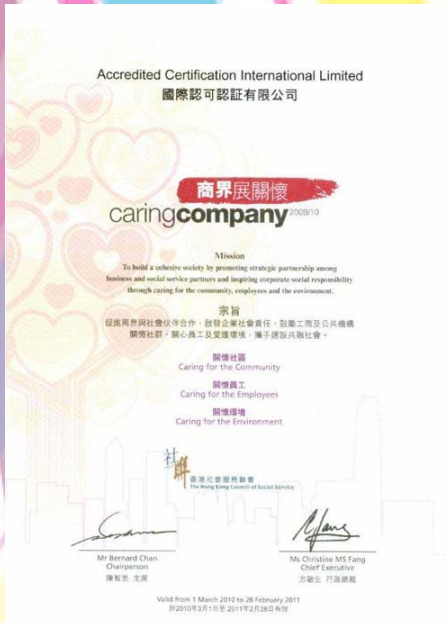 Accredited Certification International Limited
國際認可認証有限公司
商界展關懷
caringcompany 2009/10
Mission
To build a cohesive society by promoting strategic partnership among
business and social service partners and inspiring corporate social responsibility
through caring for the community, employees and the environment.
宗旨
促進商界與社會伙伴合作，啟發企業社會責任，鼓勵工商及公共機構
關懷社群、關心員工及愛護環境，攜手建設共融社會。
關懷社區
Caring for the Community
關懷員工
Caring for the Employees
關懷環境
Caring for the Environment
社聯
香港社會服務聯會
The Hong Kong Council of Social Service
Mr Bernard Chan
Chairperson
陳智思 主席
Ms Christine MS Fang
Chief Executive
方敏生 行政總裁
Valid from 1 March 2010 to 28 February 2011
於2010年3月1日至2011年2月28日有效